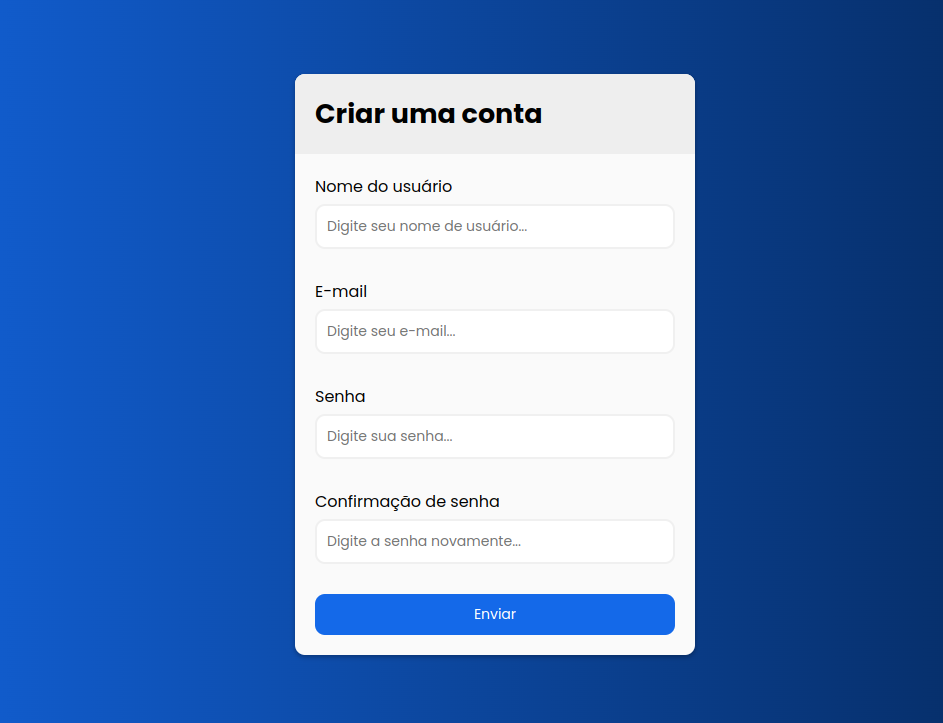 Criar uma conta
Nome do usuário
Digite seu nome de usuário...
E-mail
Digite seu e-mail...
Senha
Digite sua senha...
Confirmação de senha
Digite a senha novamente...
Enviar